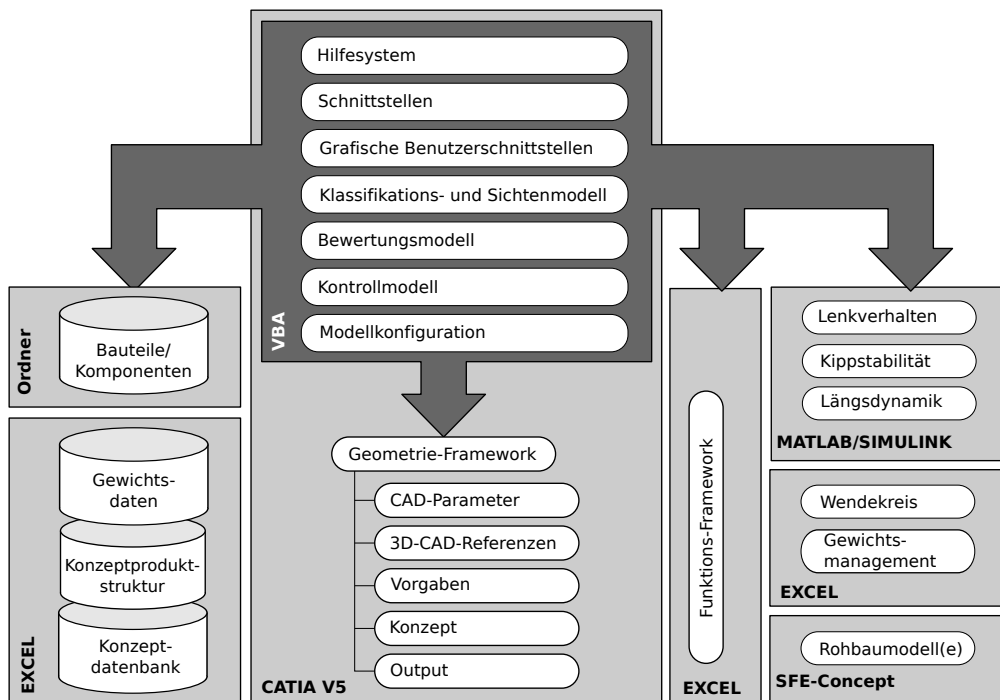 Hilfesystem
Schnittstellen
Grafische Benutzerschnittstellen
Klassifikations- und Sichtenmodell
Bewertungsmodell
Kontrollmodell
Modellkonfiguration
VBA
Ordner
Bauteile/
Komponenten
Gewichts-
daten
Konzeptprodukt-
struktur
Konzept-
datenbank
EXCEL
Geometrie-Framework
CAD-Parameter
3D-CAD-Referenzen
Vorgaben
Konzept
Output
CATIA V5
Funktions-Framework
EXCEL
Lenkverhalten
Kippstabilität
Längsdynamik
MATLAB/SIMULINK
Wendekreis
Gewichts-
management
EXCEL
Rohbaumodell(e)
SFE-Concept